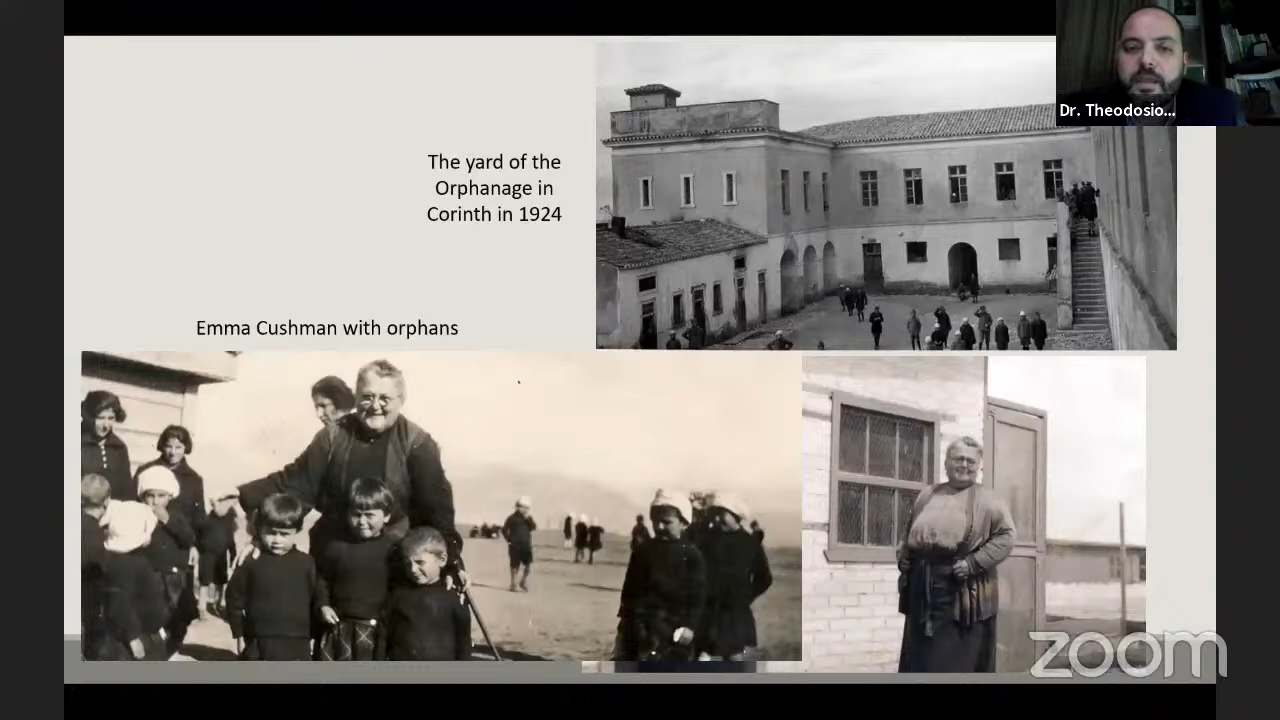 Dr. Theodosio...
The yard of the
Orphanage in
Corinth in 1924
Emma Cushman with orphans
zoom